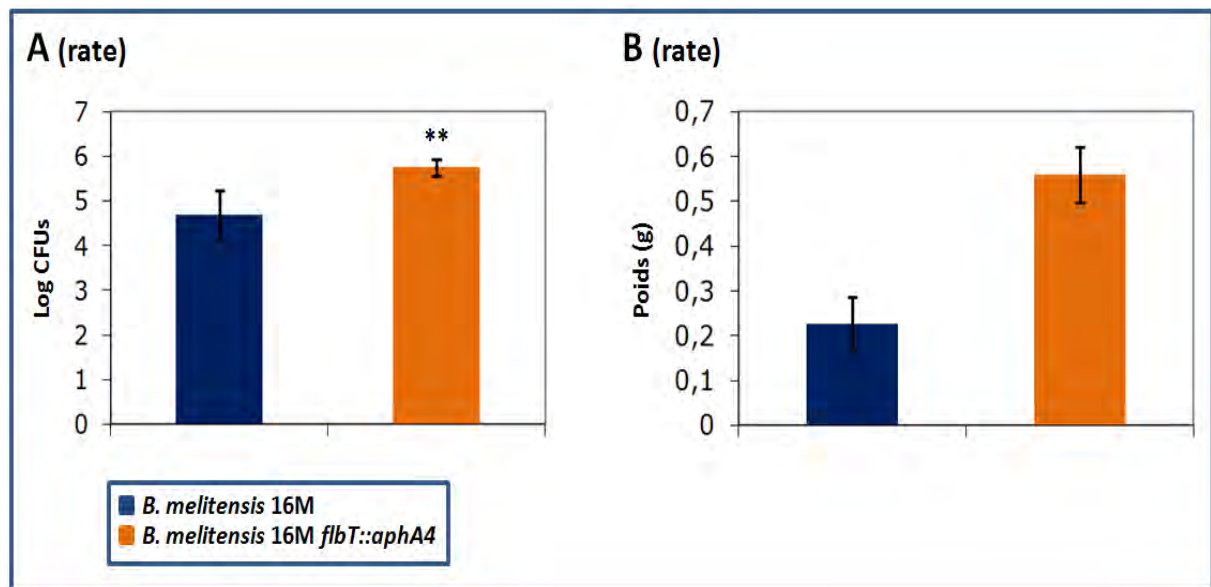 A (rate)
Log CFUs
7
6
5
4
3
2
1
0
**
B (rate)
Poids (g)
0,7
0,6
0,5
0,4
0,3
0,2
0,1
0
B. melitensis 16M
B. melitensis 16M flbT::aphA4